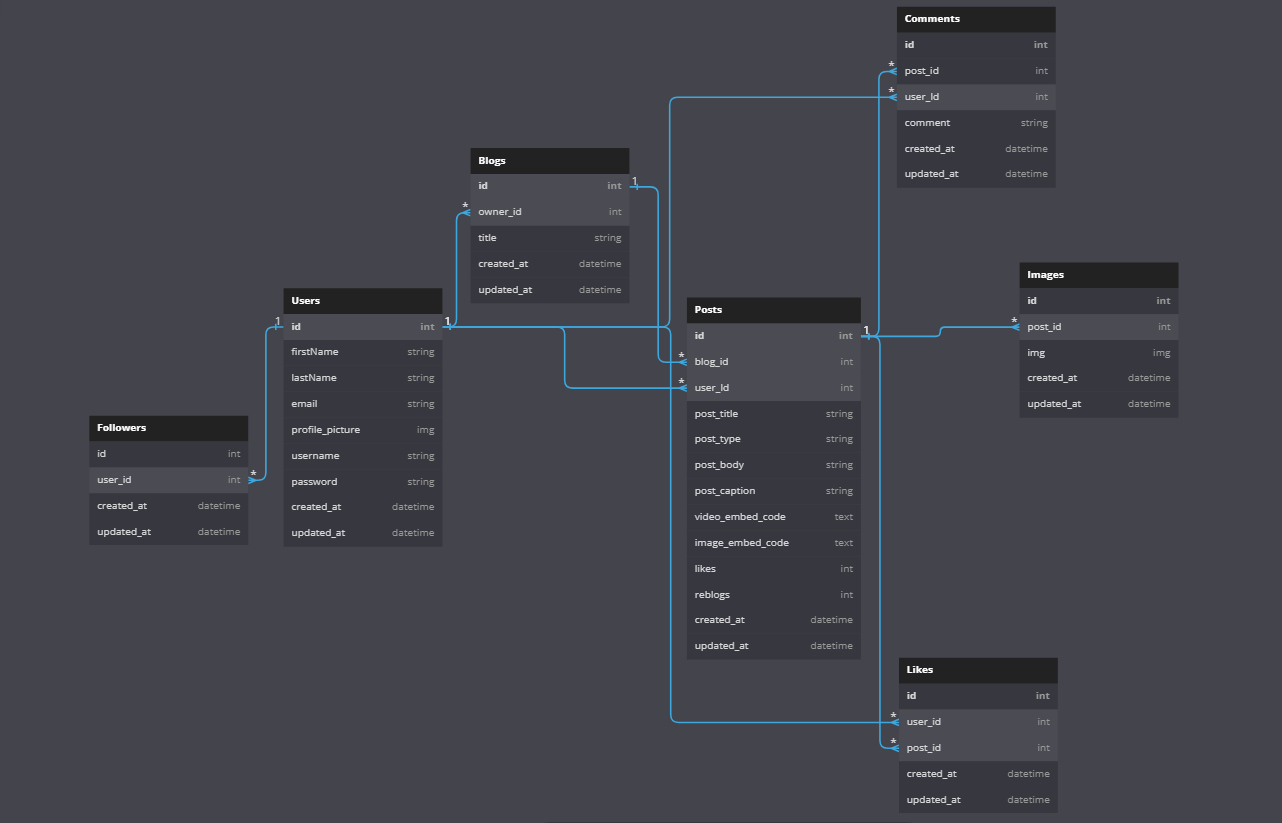 Comments
id int
* post_id int
* user_Id int
comment string
created_at datetime
updated_at datetime
Blogs
id int 1
* owner_id int
title string
created_at datetime
updated_at datetime
Images
id int
* post_id int
img img
created_at datetime
updated_at datetime
Users
1 id int 1
firstName string
lastName string
email string
profile_picture img
username string
password string
created_at datetime
updated_at datetime
Posts
id int 1
* blog_id int
* user_Id int
post_title string
post_type string
post_body string
post_caption string
video_embed_code text
image_embed_code text
likes int
reblogs int
created_at datetime
updated_at datetime
Followers
id int
user_id int *
created_at datetime
updated_at datetime
Likes
id int
* user_id int
* post_id int
created_at datetime
updated_at datetime